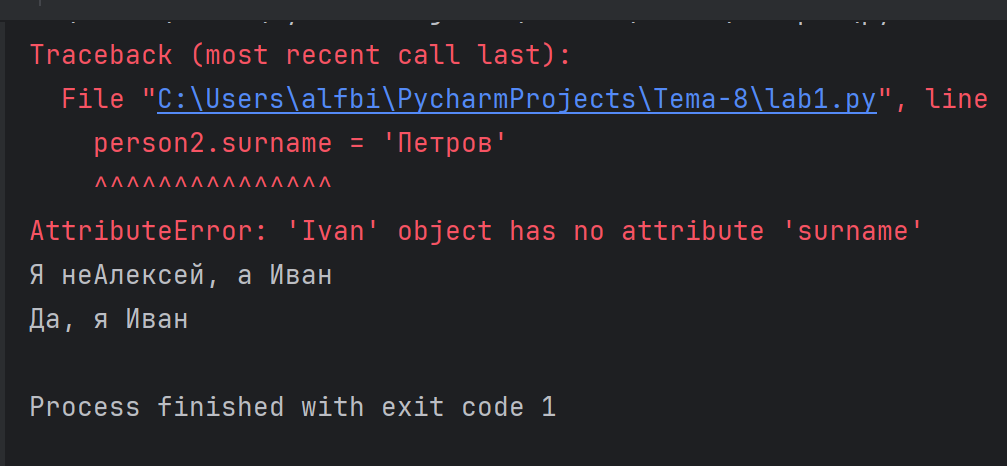 Traceback (most recent call last):
File "C:\Users\alfbi\PycharmProjects\Tema-8\lab1.py", line
person2.surname = 'Петров'
^^^^^^^^^^^^^^^
AttributeError: 'Ivan' object has no attribute 'surname'
Я неАлексей, а Иван
Да, я Иван
Process finished with exit code 1